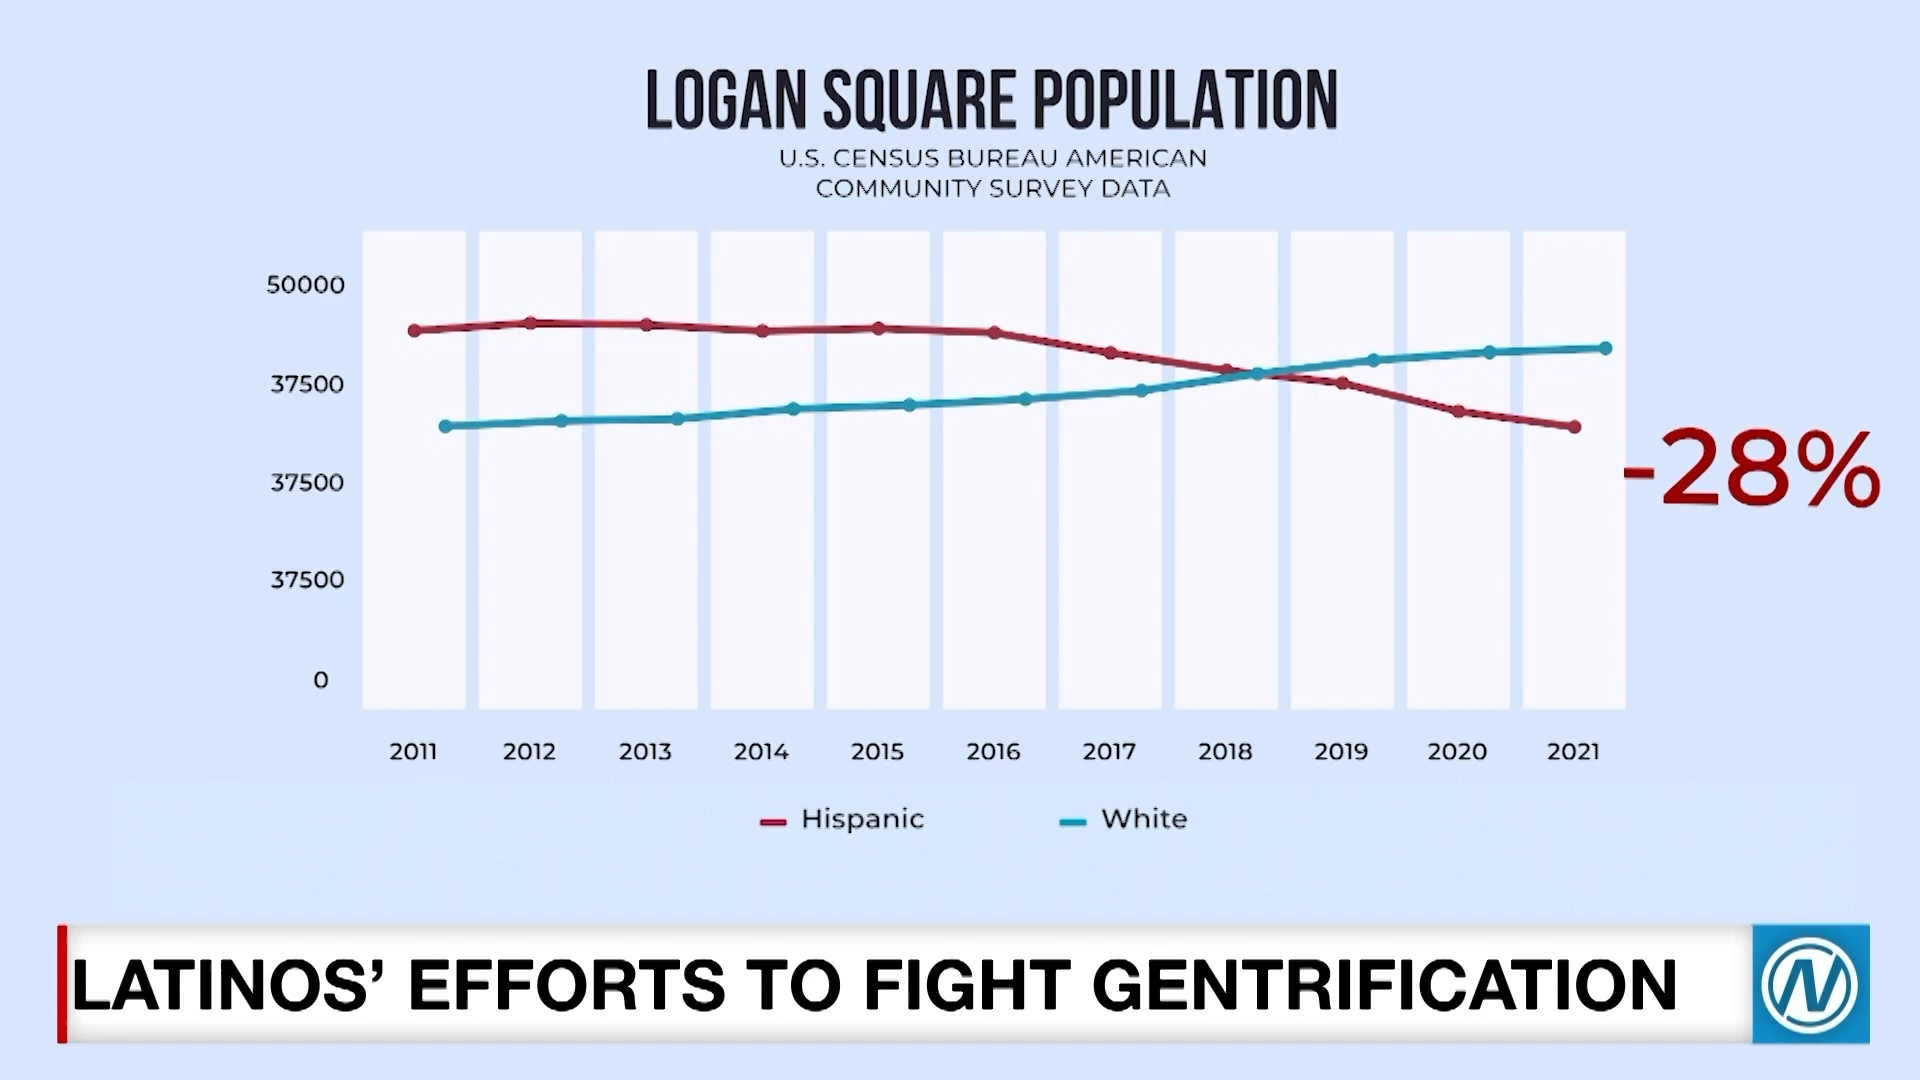 LOGAN SQUARE POPULATION
U.S. CENSUS BUREAU AMERICAN
COMMUNITY SURVEY DATA
50000
37500
37500
37500
0
-28%
2011 2012 2013 2014 2015 2016 2017 2018 2019 2020 2021
Hispanic White
LATINOS’ EFFORTS TO FIGHT GENTRIFICATION
N